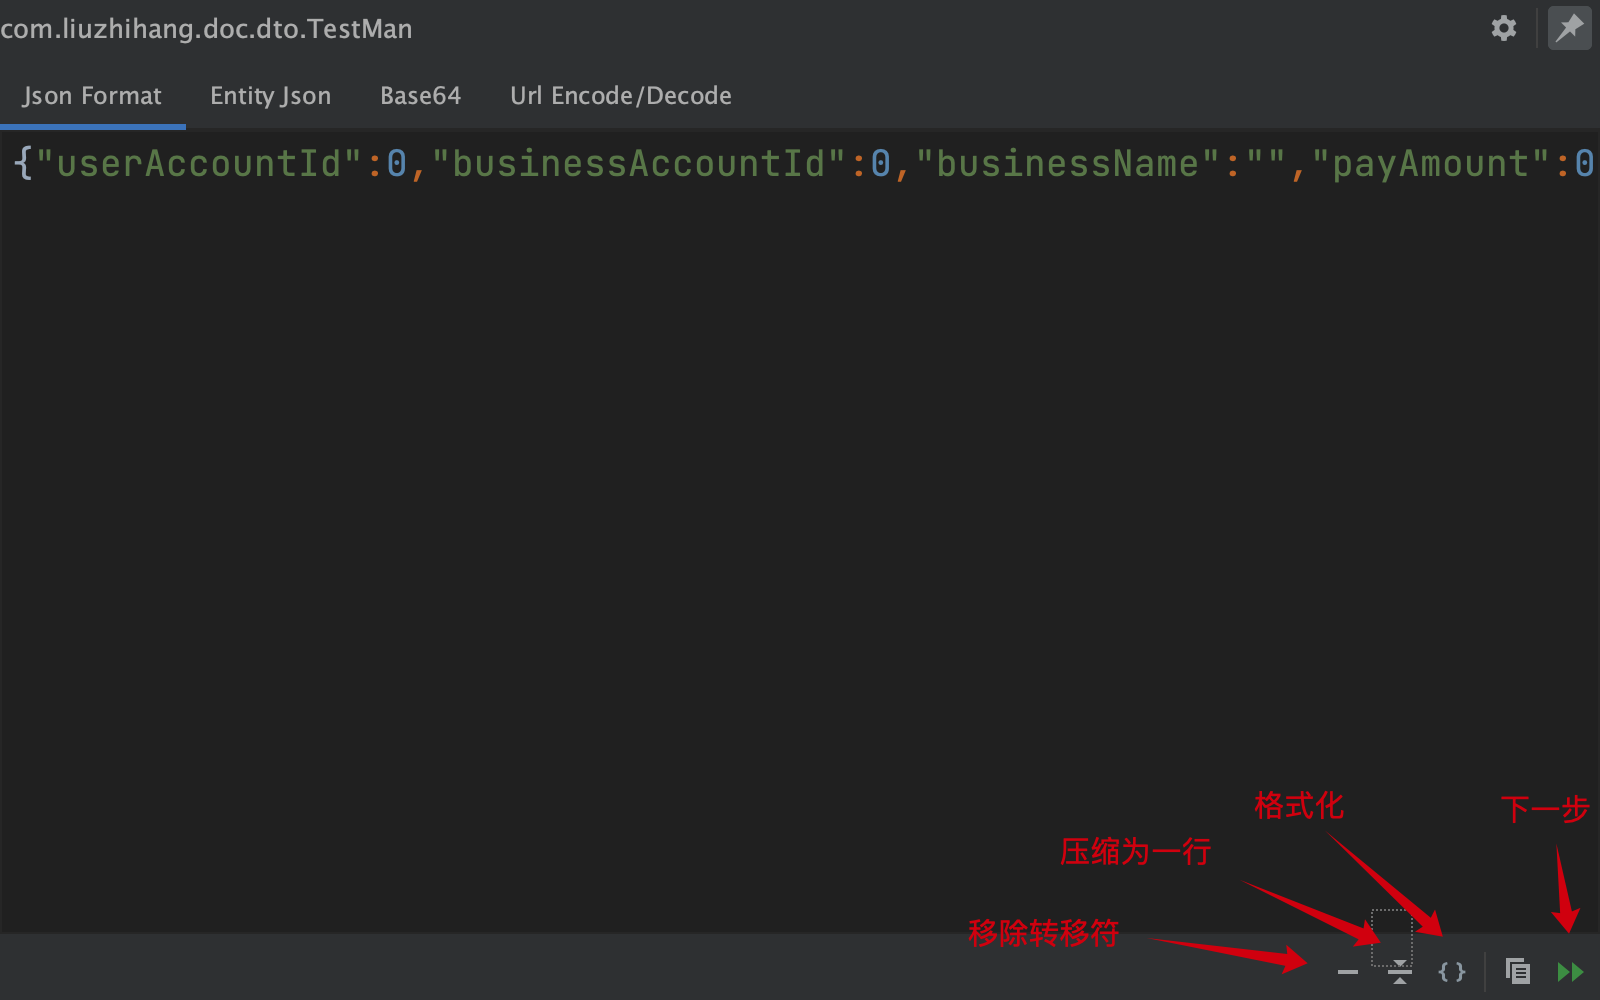 com.liuzhihang.doc.dto.TestMan
Json Format Entity Json Base64 Url Encode/Decode
{"userAccountId":0,"businessAccountId":0,"businessName":"","payAmount":0
格式化
下一步
压缩为一行
移除转移符